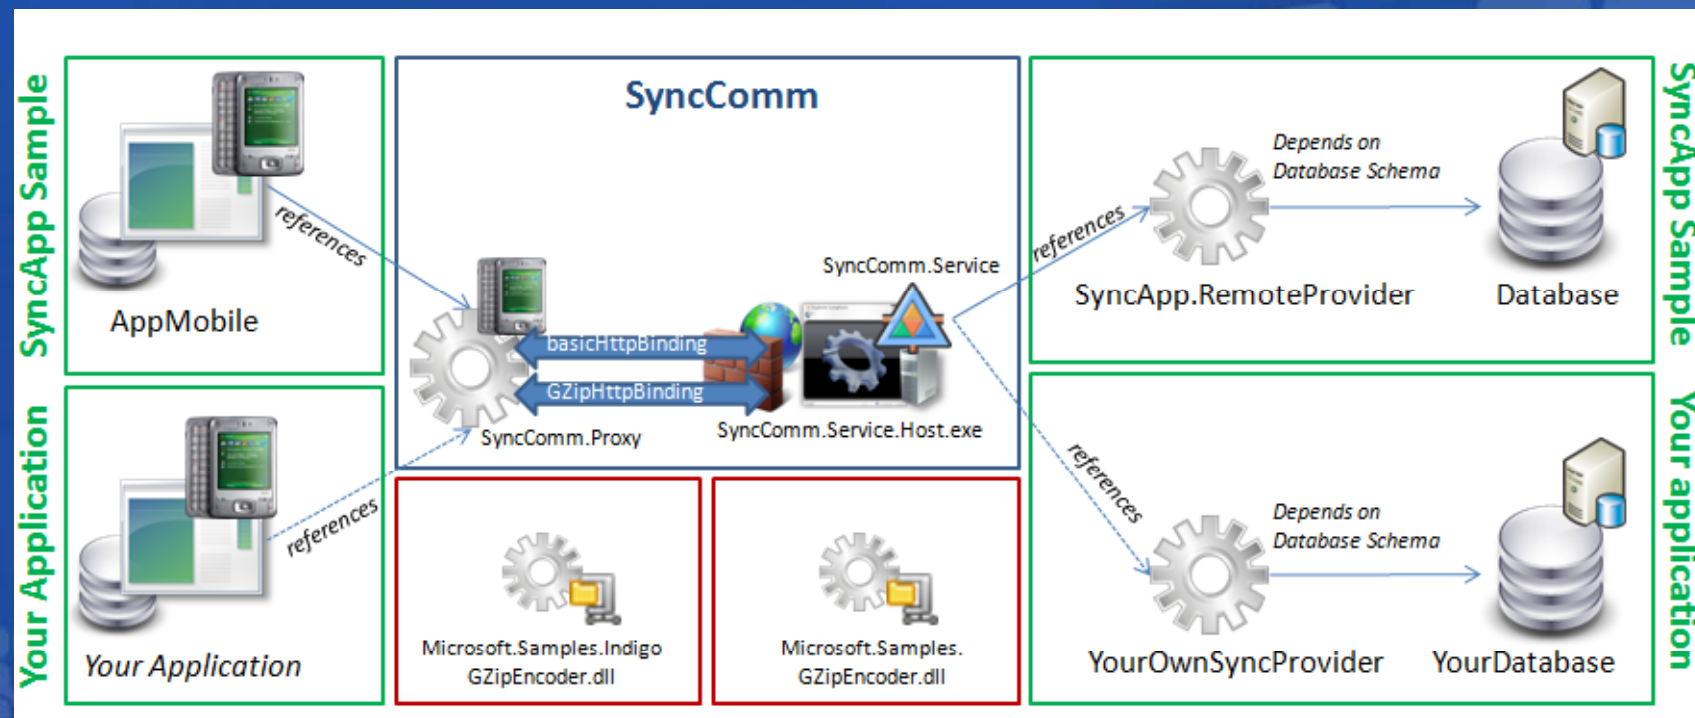 SyncApp Sample
references
AppMobile
Your Application
references
Your Application
SyncComm
SyncComm.Service
basicHttpBinding
GZipHttpBinding
SyncComm.Proxy
SyncComm.Service.Host.exe
Microsoft.Samples.Indigo
GZipEncoder.dll
Microsoft.Samples.
GZipEncoder.dll
references
Depends on
Database Schema
SyncApp.RemoteProvider
Database
SyncApp Sample
references
Depends on
Database Schema
YourOwnSyncProvider
YourDatabase
Your application